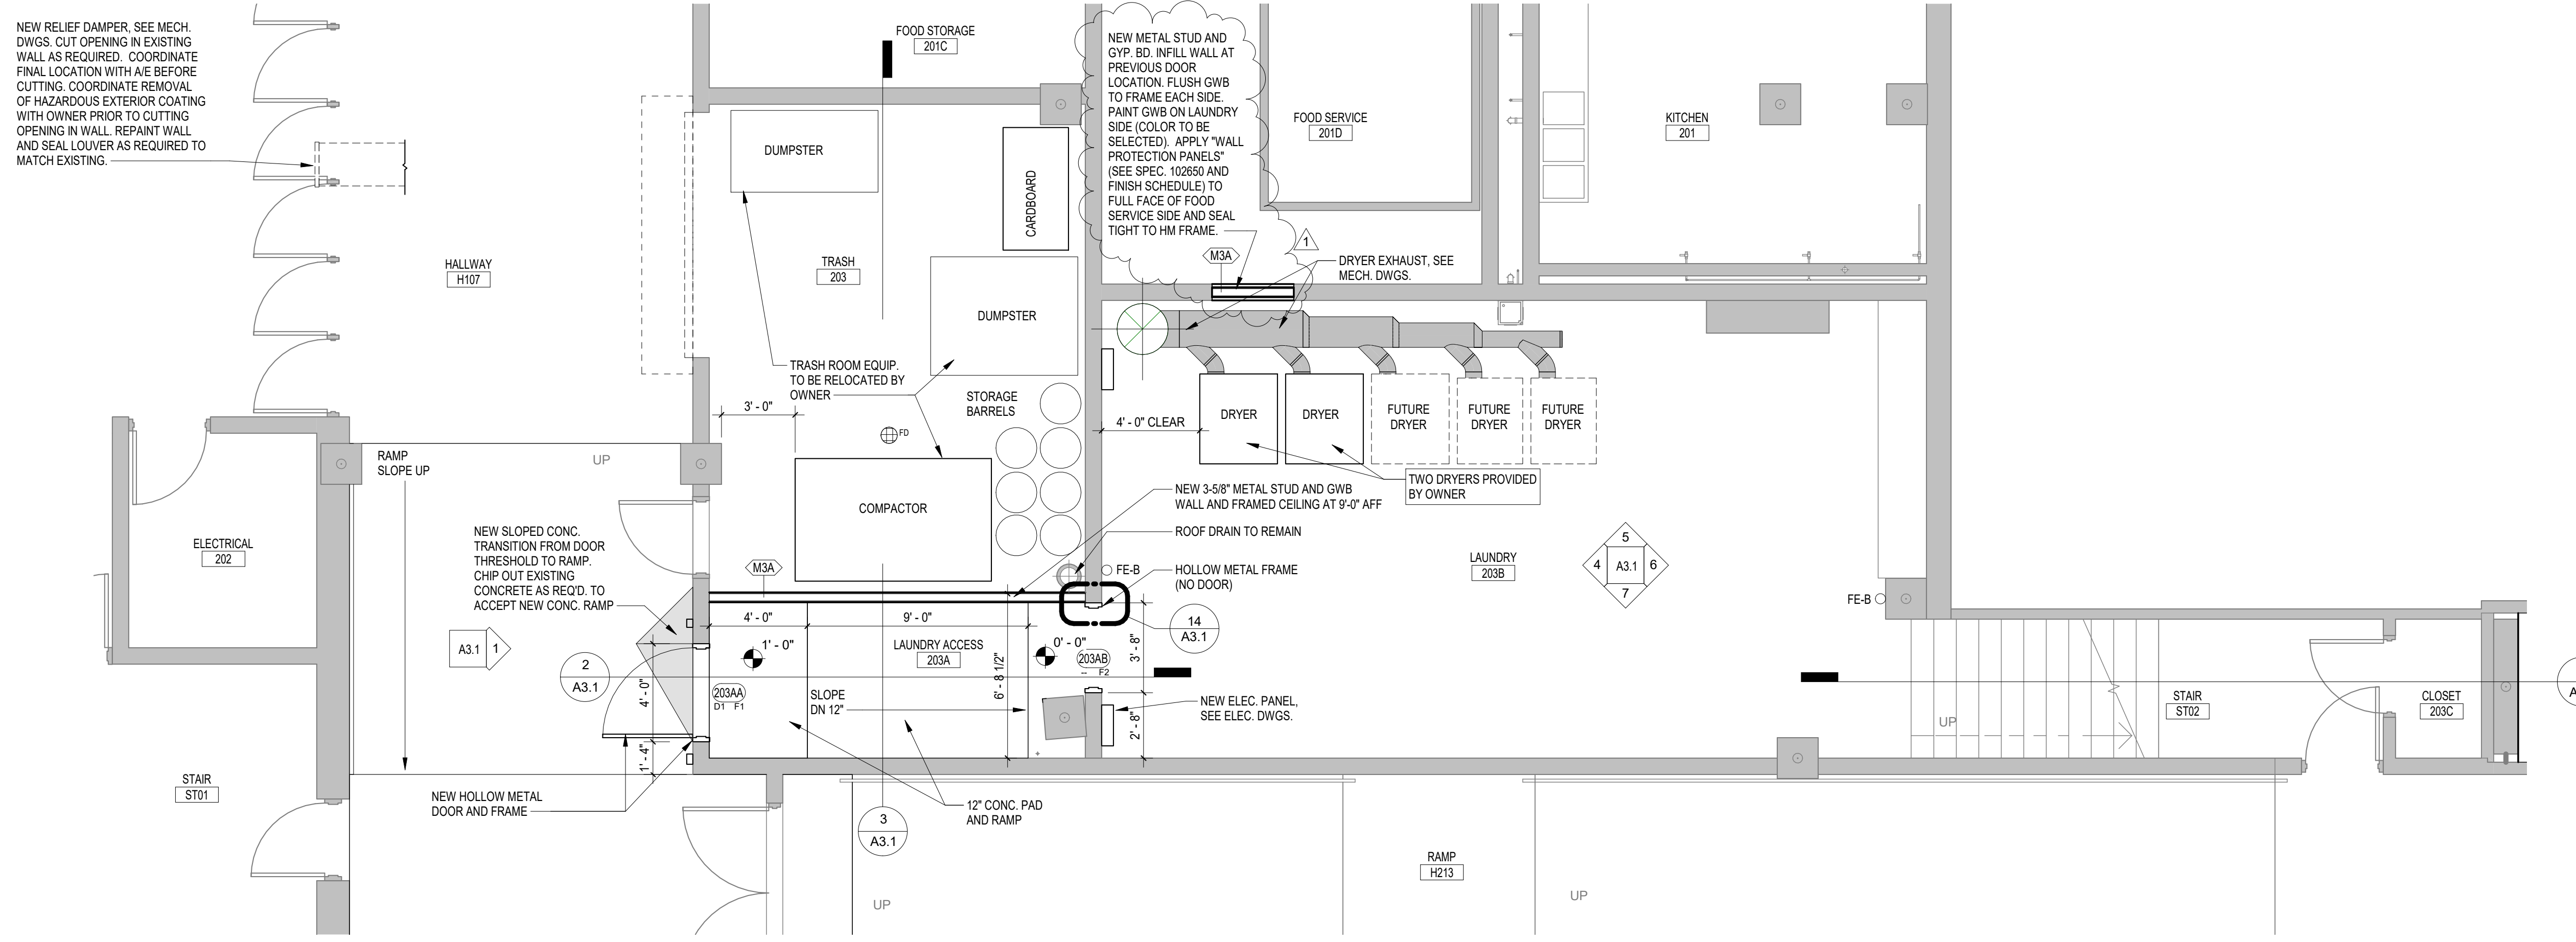 NEW RELIEF DAMPER, SEE MECH.
DWGS. CUT OPENING IN EXISTING
WALL AS REQUIRED.  COORDINATE
FINAL LOCATION WITH A/E BEFORE
CUTTING. COORDINATE REMOVAL
OF HAZARDOUS EXTERIOR COATING
WITH OWNER PRIOR TO CUTTING
OPENING IN WALL. REPAINT WALL
AND SEAL LOUVER AS REQUIRED TO
MATCH EXISTING.
FOOD STORAGE
201C
NEW METAL STUD AND
GYP. BD. INFILL WALL AT
PREVIOUS DOOR
LOCATION. FLUSH GWB
TO FRAME EACH SIDE.
PAINT GWB ON LAUNDRY
SIDE (COLOR TO BE
SELECTED).  APPLY "WALL
PROTECTION PANELS"
(SEE SPEC. 102650 AND
FINISH SCHEDULE) TO
FULL FACE OF FOOD
SERVICE SIDE AND SEAL
TIGHT TO HM FRAME.
1
M3A
FOOD SERVICE
201D
KITCHEN
201
DUMPSTER
CARDBOARD
HALLWAY
H107
TRASH
203
DUMPSTER
DRYER EXHAUST, SEE
MECH. DWGS.
TRASH ROOM EQUIP.
TO BE RELOCATED BY
OWNER
STORAGE
BARRELS
3' - 0"
FD
4' - 0" CLEAR
DRYER
DRYER
FUTURE
DRYER
FUTURE
DRYER
FUTURE
DRYER
TWO DRYERS PROVIDED
BY OWNER
RAMP
SLOPE UP
UP
COMPACTOR
NEW 3-5/8" METAL STUD AND GWB
WALL AND FRAMED CEILING AT 9'-0" AFF
ROOF DRAIN TO REMAIN
ELECTRICAL
202
NEW SLOPED CONC.
TRANSITION FROM DOOR
THRESHOLD TO RAMP.
CHIP OUT EXISTING
CONCRETE AS REQ'D. TO
ACCEPT NEW CONC. RAMP
M3A
FE-B
HOLLOW METAL FRAME
(NO DOOR)
LAUNDRY
203B
5
4
A3.1
6
7
FE-B
14
A3.1
4' - 0"
9' - 0"
1' - 0"
LAUNDRY ACCESS
203A
0' - 0"
203AB
--
F2
6' - 8 1/2"
3' - 8"
2' - 8"
A3.1
1
2
A3.1
4' - 0"
1' - 4"
203AA
D1
F1
SLOPE
DN 12"
NEW ELEC. PANEL,
SEE ELEC. DWGS.
UP
STAIR
ST02
CLOSET
203C
A
STAIR
ST01
NEW HOLLOW METAL
DOOR AND FRAME
12" CONC. PAD
AND RAMP
3
A3.1
UP
RAMP
H213
UP